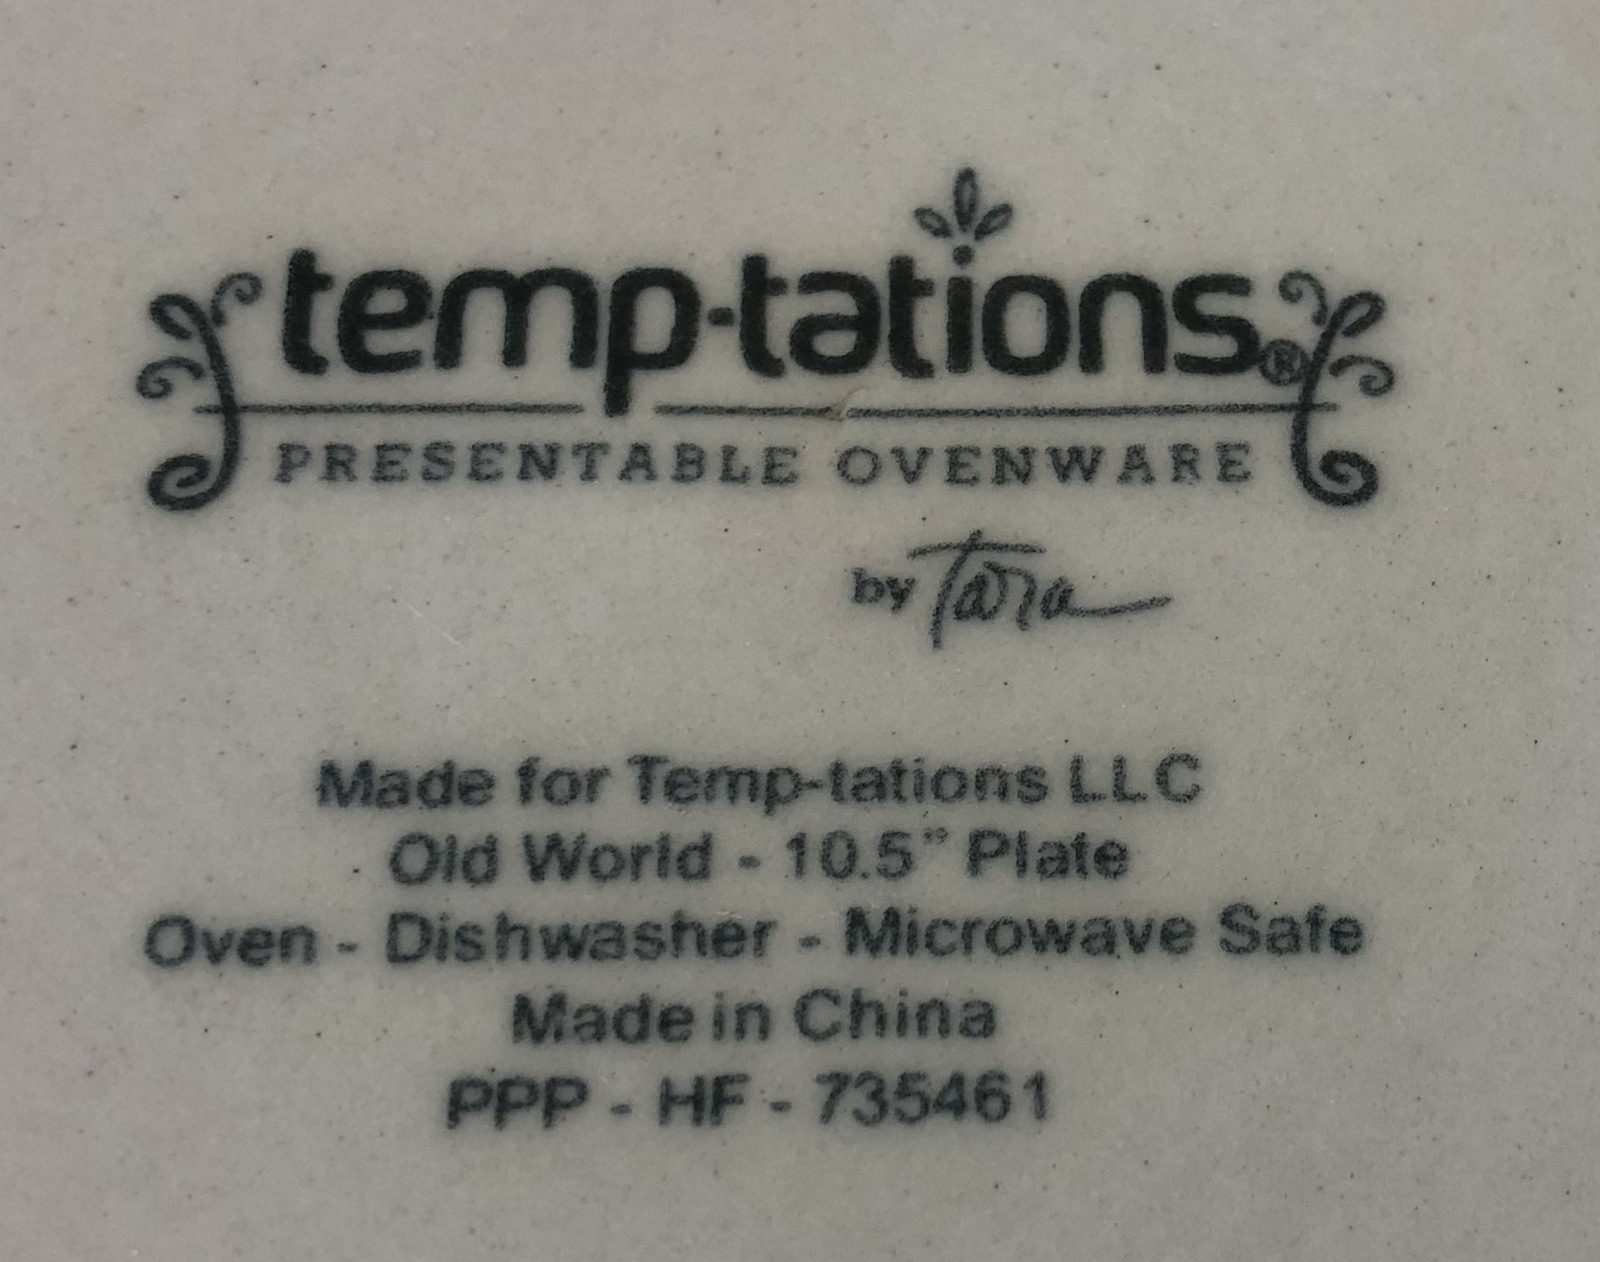 temp-tations®
PRESENTABLE OVENWARE
by Tara
Made for Temp-tations LLC
Old World - 10.5” Plate
Oven - Dishwasher - Microwave Safe
Made in China
PPP - HF - 735461